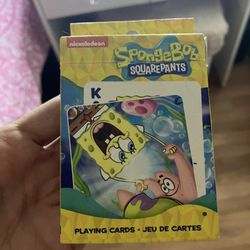 nickelodeon
SpongeBob
SQUAREPANTS
K
PLAYING CARDS • JEU DE CARTES